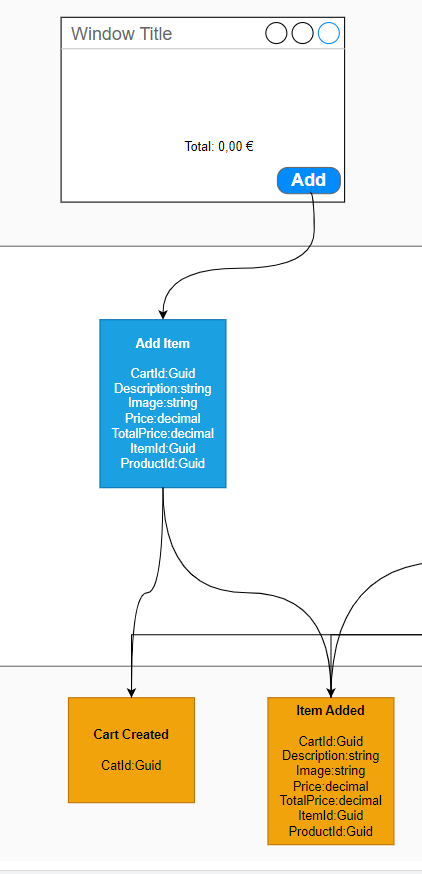 Window Title
Total: 0,00 €
Add
Add Item
CartId:Guid
Description:string
Image:string
Price:decimal
TotalPrice:decimal
ItemId:Guid
ProductId:Guid
Cart Created
CatId:Guid
Item Added
CartId:Guid
Description:string
Image:string
Price:decimal
TotalPrice:decimal
ItemId:Guid
ProductId:Guid